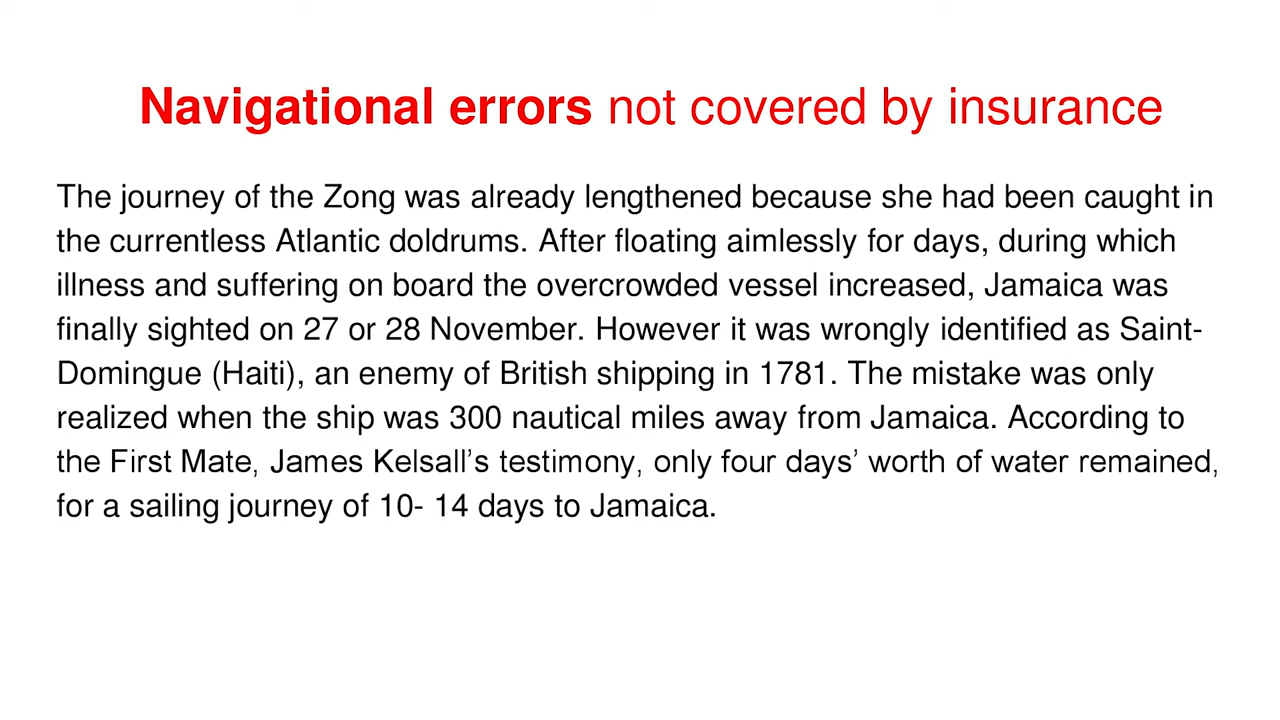 Navigational errors not covered by insurance
The journey of the Zong was already lengthened because she had been caught in
the currentless Atlantic doldrums. After floating aimlessly for days, during which
illness and suffering on board the overcrowded vessel increased, Jamaica was
finally sighted on 27 or 28 November. However it was wrongly identified as Saint-
Domingue (Haiti), an enemy of British shipping in 1781. The mistake was only
realized when the ship was 300 nautical miles away from Jamaica. According to
the First Mate, James Kelsall’s testimony, only four days’ worth of water remained,
for a sailing journey of 10- 14 days to Jamaica.